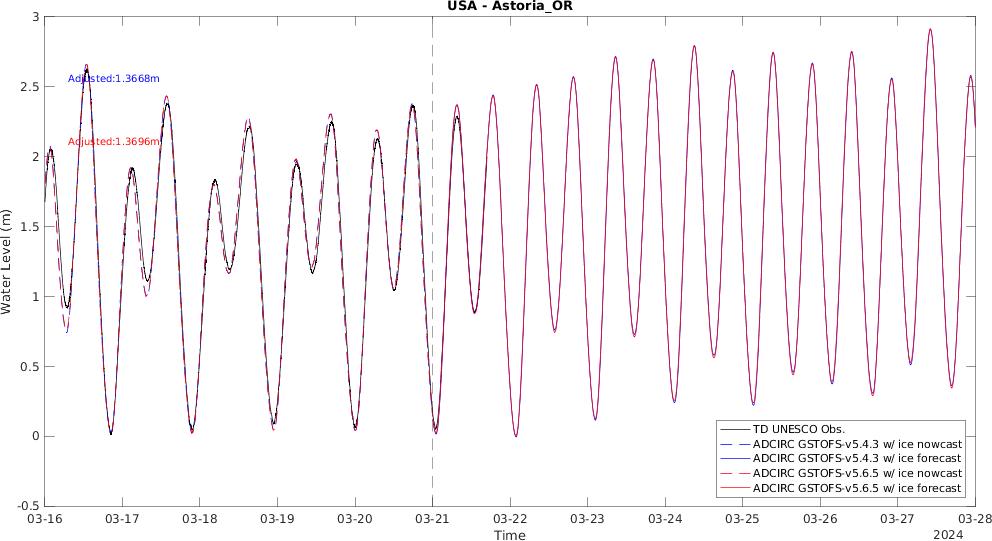 USA - Astoria_OR
3
2.5
2
1.5
1
0.5
0
-0.5
Water Level (m)
Adjusted:1.3668m
Adjusted:1.3696m
TD UNESCO Obs.
ADCIRC GSTOFS-v5.4.3 w/ ice nowcast
ADCIRC GSTOFS-v5.4.3 w/ ice forecast
ADCIRC GSTOFS-v5.6.5 w/ ice nowcast
ADCIRC GSTOFS-v5.6.5 w/ ice forecast
03-16 03-17 03-18 03-19 03-20 03-21 03-22 03-23 03-24 03-25 03-26 03-27 03-28
Time
2024